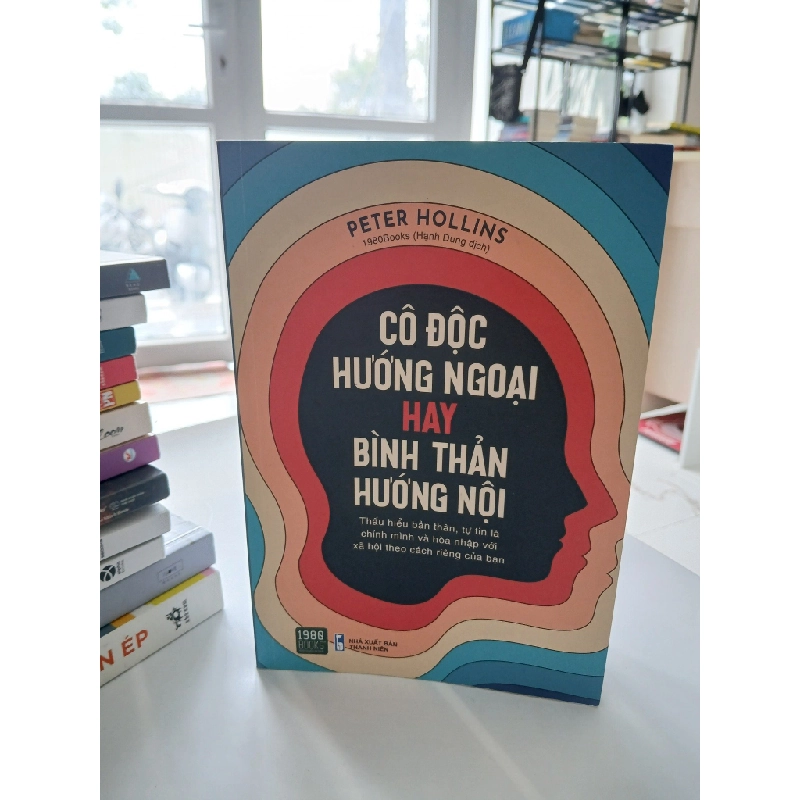 PETER HOLLINS
1980Books (Hạnh Dung dịch)
CÔ ĐỘC
HƯỚNG NGOẠI
HAY
BÌNH THẢN
HƯỚNG NỘI
Thấu hiểu bản thân, tự tin là
chính mình và hòa nhập với
xã hội theo cách riêng của bạn
1980
BOOKS
NHÀ XUẤT BẢN
THANH NIÊN
N ÉP